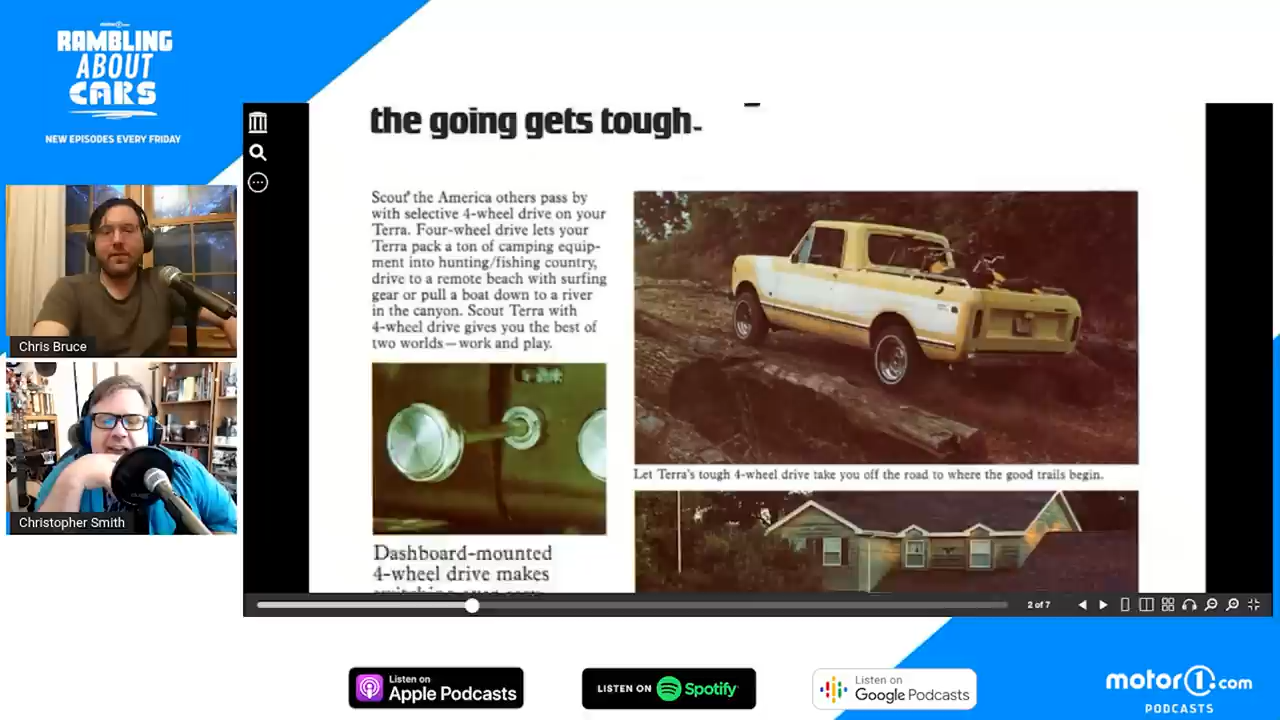 motor1.com
RAMBLING
ABOUT
CARS
NEW EPISODES EVERY FRIDAY
Chris Bruce
Christopher Smith
the going gets tough.
Scout® the America others pass by
with selective 4-wheel drive on your
Terra. Four-wheel drive lets your
Terra pack a ton of camping equip-
ment into hunting/fishing country,
drive to a remote beach with surfing
gear or pull a boat down to a river
in the canyon. Scout Terra with
4-wheel drive gives you the best of
two worlds—work and play.
Let Terra's tough 4-wheel drive take you off the road to where the good trails begin.
Dashboard-mounted
4-wheel drive makes
2 of 7
Listen on
Apple Podcasts
LISTEN ON Spotify
Listen on
Google Podcasts
motor1.com
PODCASTS